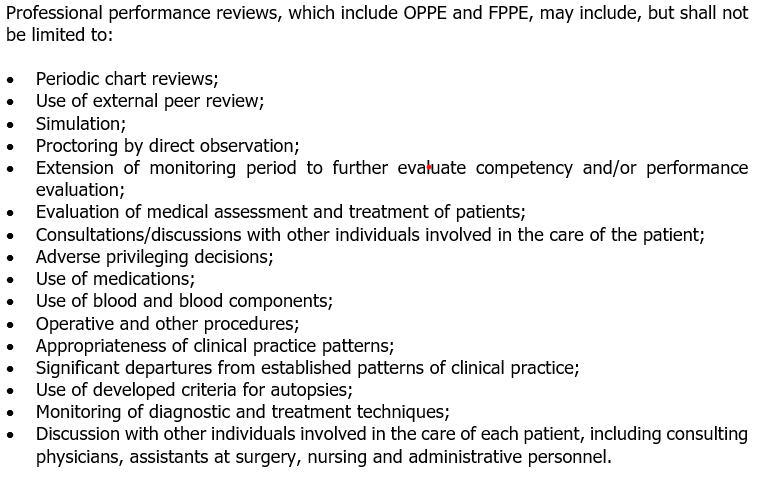 Professional performance reviews, which include OPPE and FPPE, may include, but shall not
be limited to:
• Periodic chart reviews;
• Use of external peer review;
• Simulation;
• Proctoring by direct observation;
• Extension of monitoring period to further evaluate competency and/or performance
evaluation;
• Evaluation of medical assessment and treatment of patients;
• Consultations/discussions with other individuals involved in the care of the patient;
• Adverse privileging decisions;
• Use of medications;
• Use of blood and blood components;
• Operative and other procedures;
• Appropriateness of clinical practice patterns;
• Significant departures from established patterns of clinical practice;
• Use of developed criteria for autopsies;
• Monitoring of diagnostic and treatment techniques;
• Discussion with other individuals involved in the care of each patient, including consulting
physicians, assistants at surgery, nursing and administrative personnel.